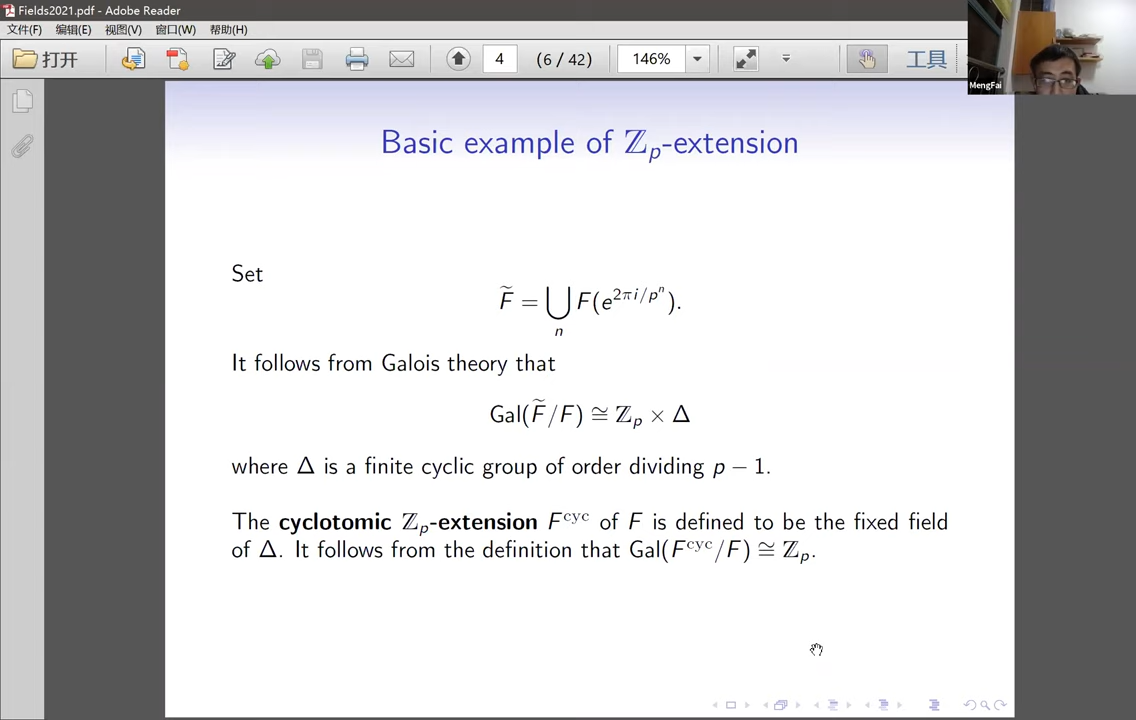 Fields2021.pdf - Adobe Reader
文件(F) 编辑(E) 视图(V) 窗口(W) 帮助(H)
打开 4 (6 / 42) 146% 工具
MengFai
Basic example of ℤ_p-extension
Set
F̃ = ⋃_n F(e^{2πi/p^n}).
It follows from Galois theory that
Gal(F̃/F) ≅ ℤ_p × Δ
where Δ is a finite cyclic group of order dividing p − 1.
The cyclotomic ℤ_p-extension F^cyc of F is defined to be the fixed field
of Δ. It follows from the definition that Gal(F^cyc/F) ≅ ℤ_p.